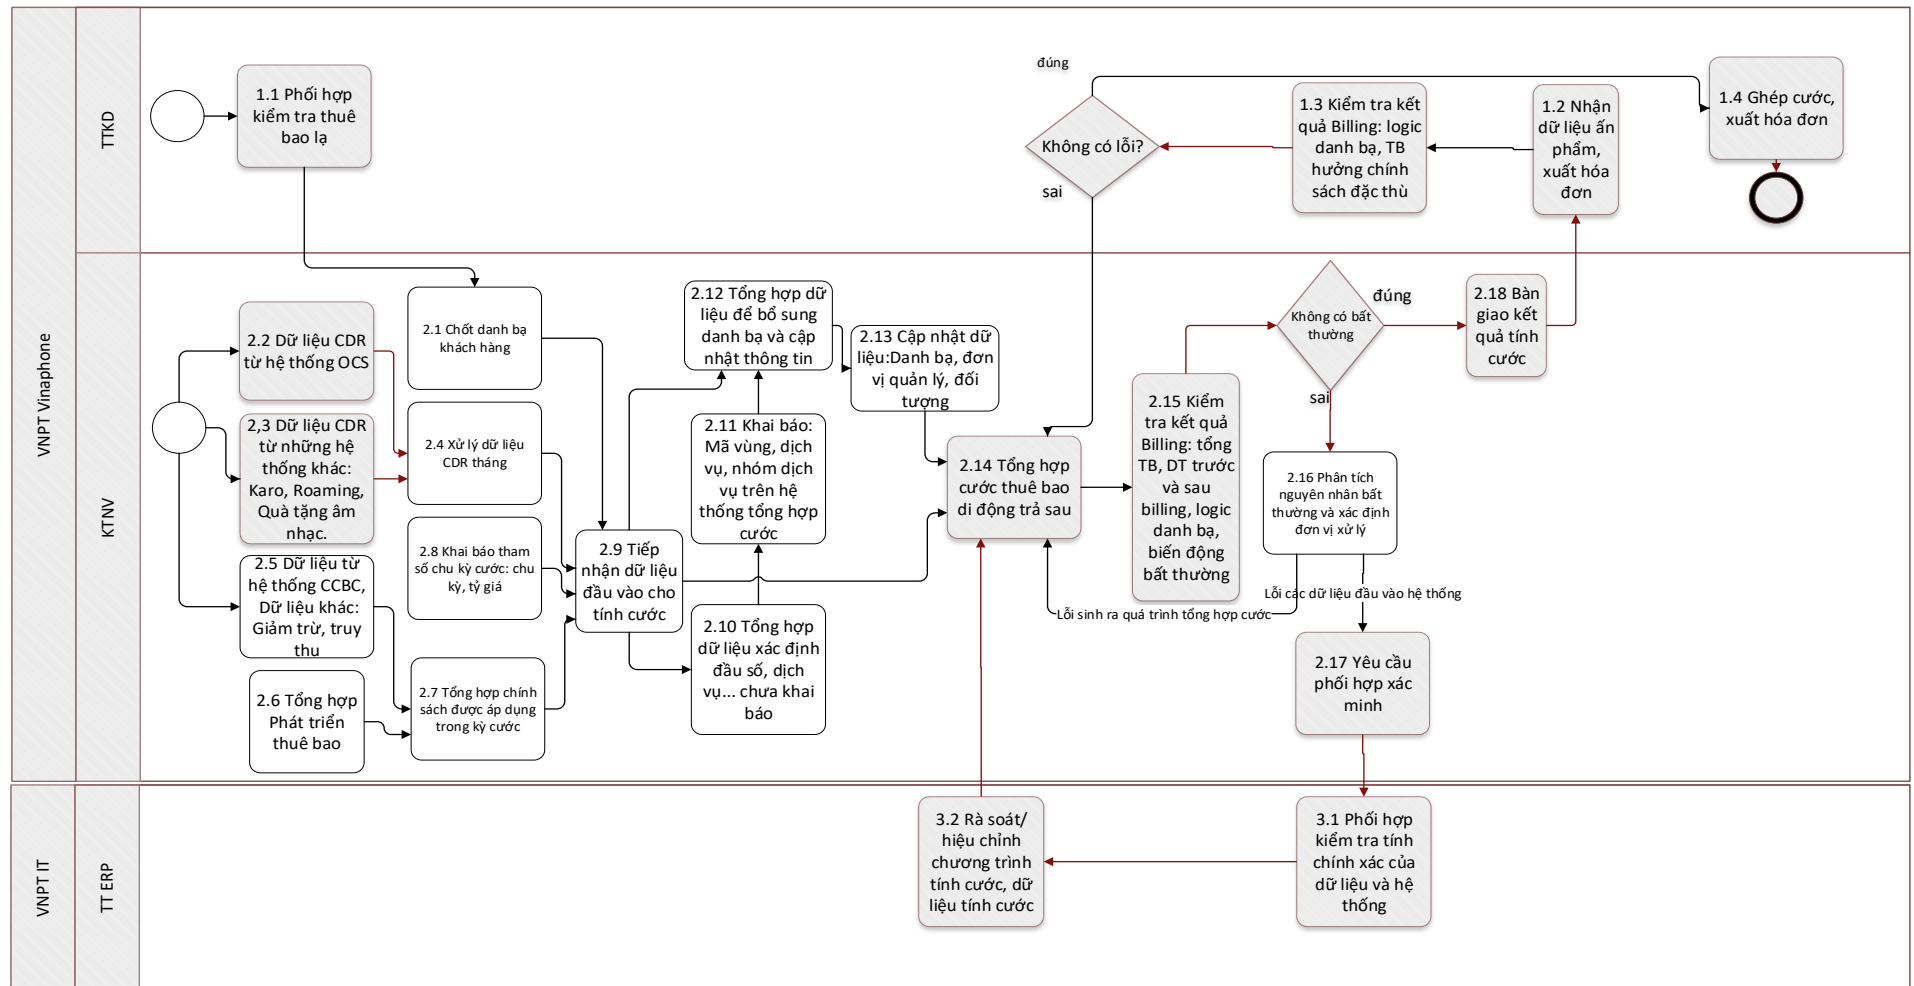 VNPT Vinaphone
TTKD
1.1 Phối hợp
kiểm tra thuê
bao lạ
đúng
Không có lỗi?
sai
1.3 Kiểm tra kết
quả Billing: logic
danh bạ, TB
hưởng chính
sách đặc thù
1.2 Nhận
dữ liệu ấn
phẩm,
xuất hóa
đơn
1.4 Ghép cước,
xuất hóa đơn
KTNV
2.2 Dữ liệu CDR
từ hệ thống OCS
2,3 Dữ liệu CDR
từ những hệ
thống khác:
Karo, Roaming,
Quà tặng âm
nhạc.
2.5 Dữ liệu từ
hệ thống CCBC,
Dữ liệu khác:
Giảm trừ, truy
thu
2.6 Tổng hợp
Phát triển
thuê bao
2.1 Chốt danh bạ
khách hàng
2.4 Xử lý dữ liệu
CDR tháng
2.8 Khai báo tham
số chu kỳ cước: chu
kỳ, tỷ giá
2.7 Tổng hợp chính
sách được áp dụng
trong kỳ cước
2.9 Tiếp
nhận dữ liệu
đầu vào cho
tính cước
2.12 Tổng hợp dữ
liệu để bổ sung
danh bạ và cập
nhật thông tin
2.11 Khai báo:
Mã vùng, dịch
vụ, nhóm dịch
vụ trên hệ
thống tổng hợp
cước
2.10 Tổng hợp
dữ liệu xác định
đầu số, dịch
vụ... chưa khai
báo
2.13 Cập nhật dữ
liệu:Danh bạ, đơn
vị quản lý, đối
tượng
2.14 Tổng hợp
cước thuê bao
di động trả sau
2.15 Kiểm
tra kết quả
Billing: tổng
TB, DT trước
và sau
billing, logic
danh bạ,
biến động
bất thường
Không có bất
thường
đúng
sai
2.18 Bàn
giao kết
quả tính
cước
2.16 Phân tích
nguyên nhân bất
thường và xác định
đơn vị xử lý
Lỗi các dữ liệu đầu vào hệ thống
Lỗi sinh ra quá trình tổng hợp cước
2.17 Yêu cầu
phối hợp xác
minh
VNPT IT
TT ERP
3.2 Rà soát/
hiệu chỉnh
chương trình
tính cước, dữ
liệu tính cước
3.1 Phối hợp
kiểm tra tính
chính xác của
dữ liệu và hệ
thống